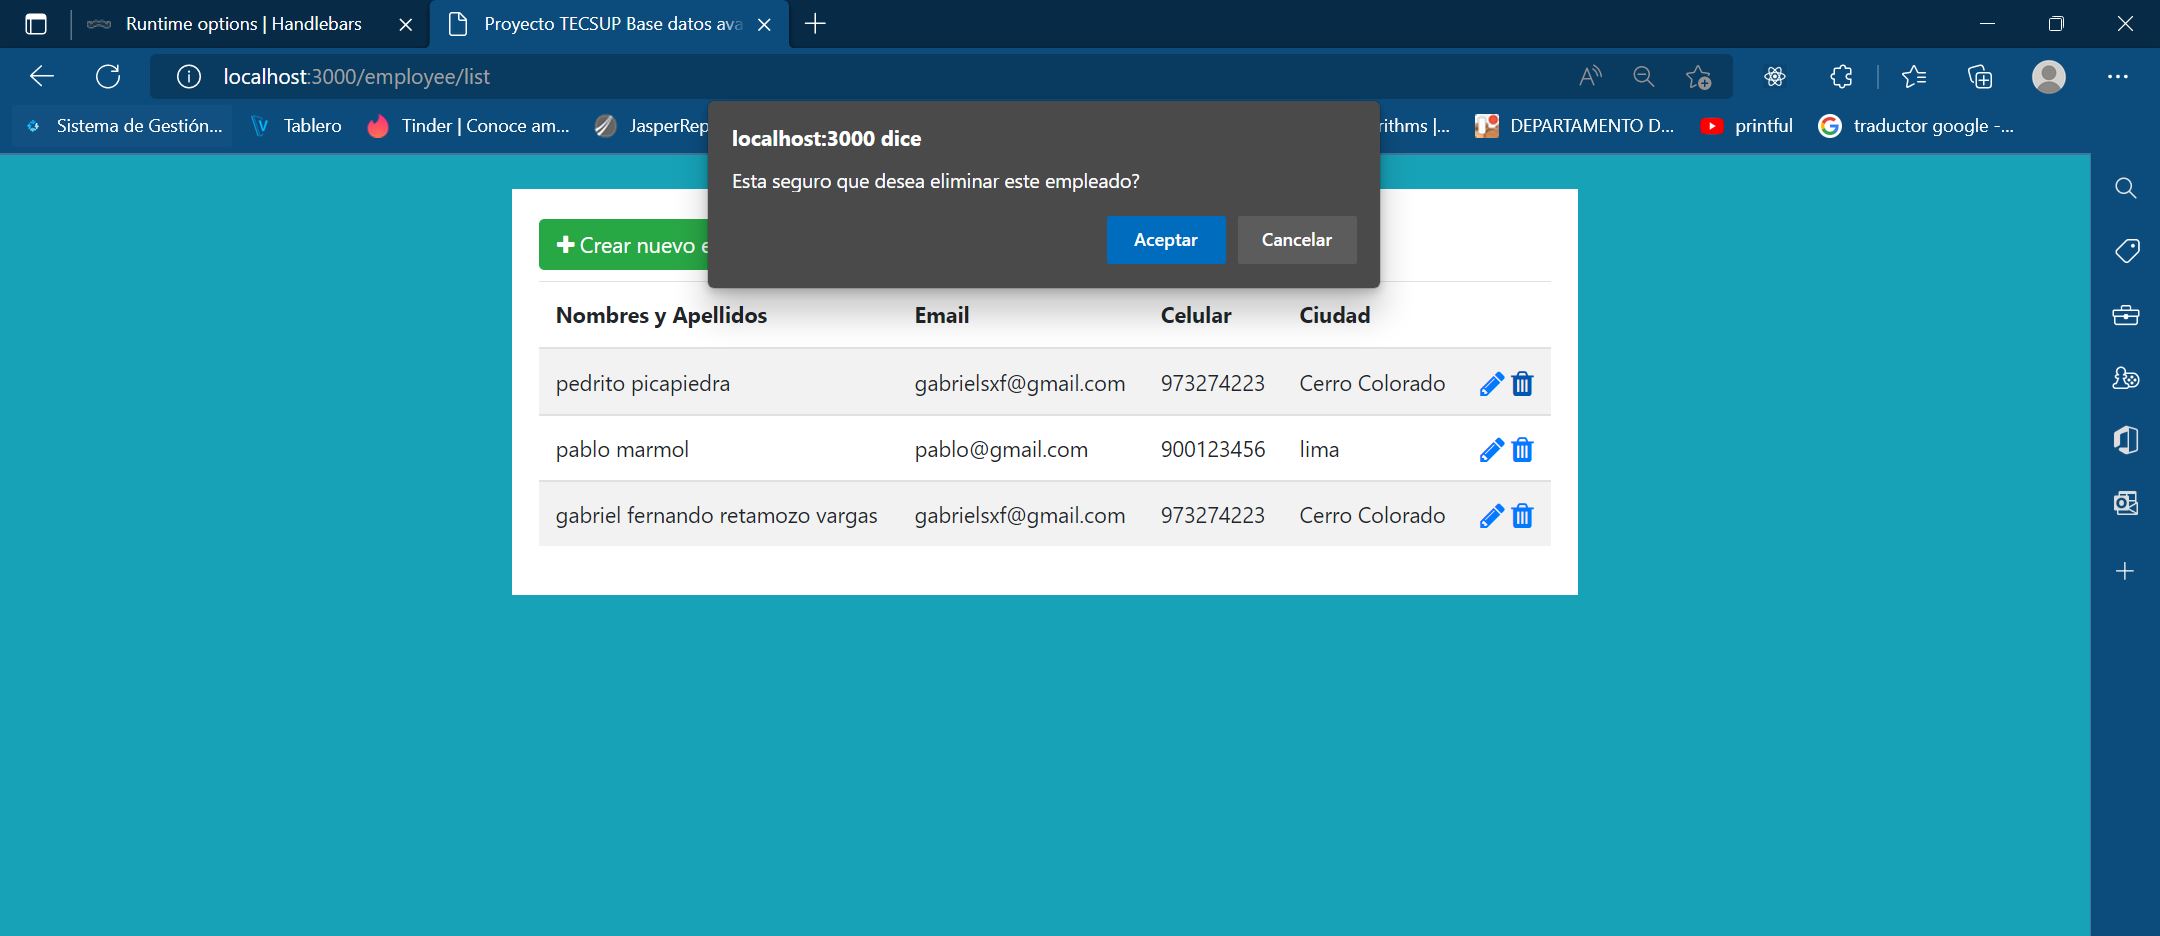 Runtime options | Handlebars
Proyecto TECSUP Base datos ava
localhost:3000/employee/list
Sistema de Gestión...
Tablero
Tinder | Conoce am...
JasperRep
rithms |...
DEPARTAMENTO D...
printful
traductor google -...
localhost:3000 dice
Esta seguro que desea eliminar este empleado?
Aceptar
Cancelar
Crear nuevo e
Nombres y Apellidos Email Celular Ciudad
pedrito picapiedra gabrielsxf@gmail.com 973274223 Cerro Colorado
pablo marmol pablo@gmail.com 900123456 lima
gabriel fernando retamozo vargas gabrielsxf@gmail.com 973274223 Cerro Colorado